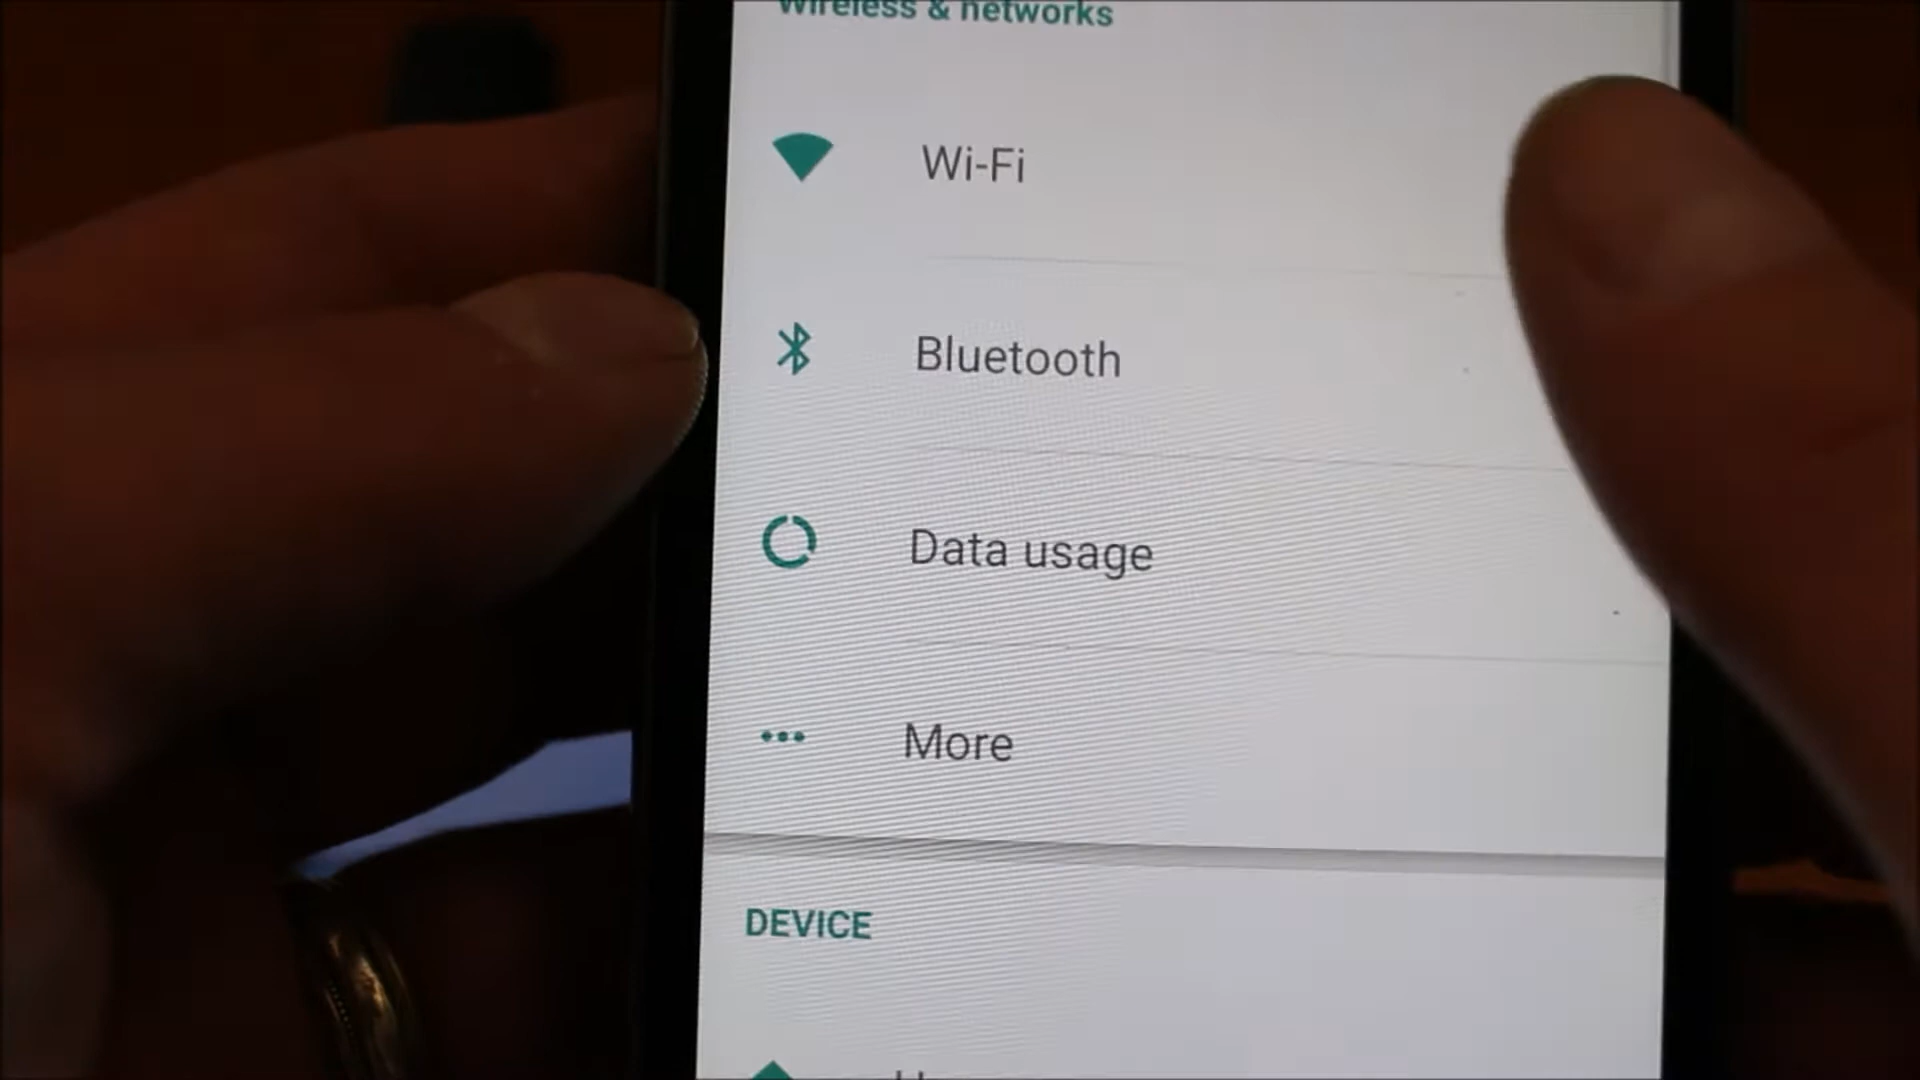 Wireless & networks
Wi-Fi
Bluetooth
Data usage
More
DEVICE